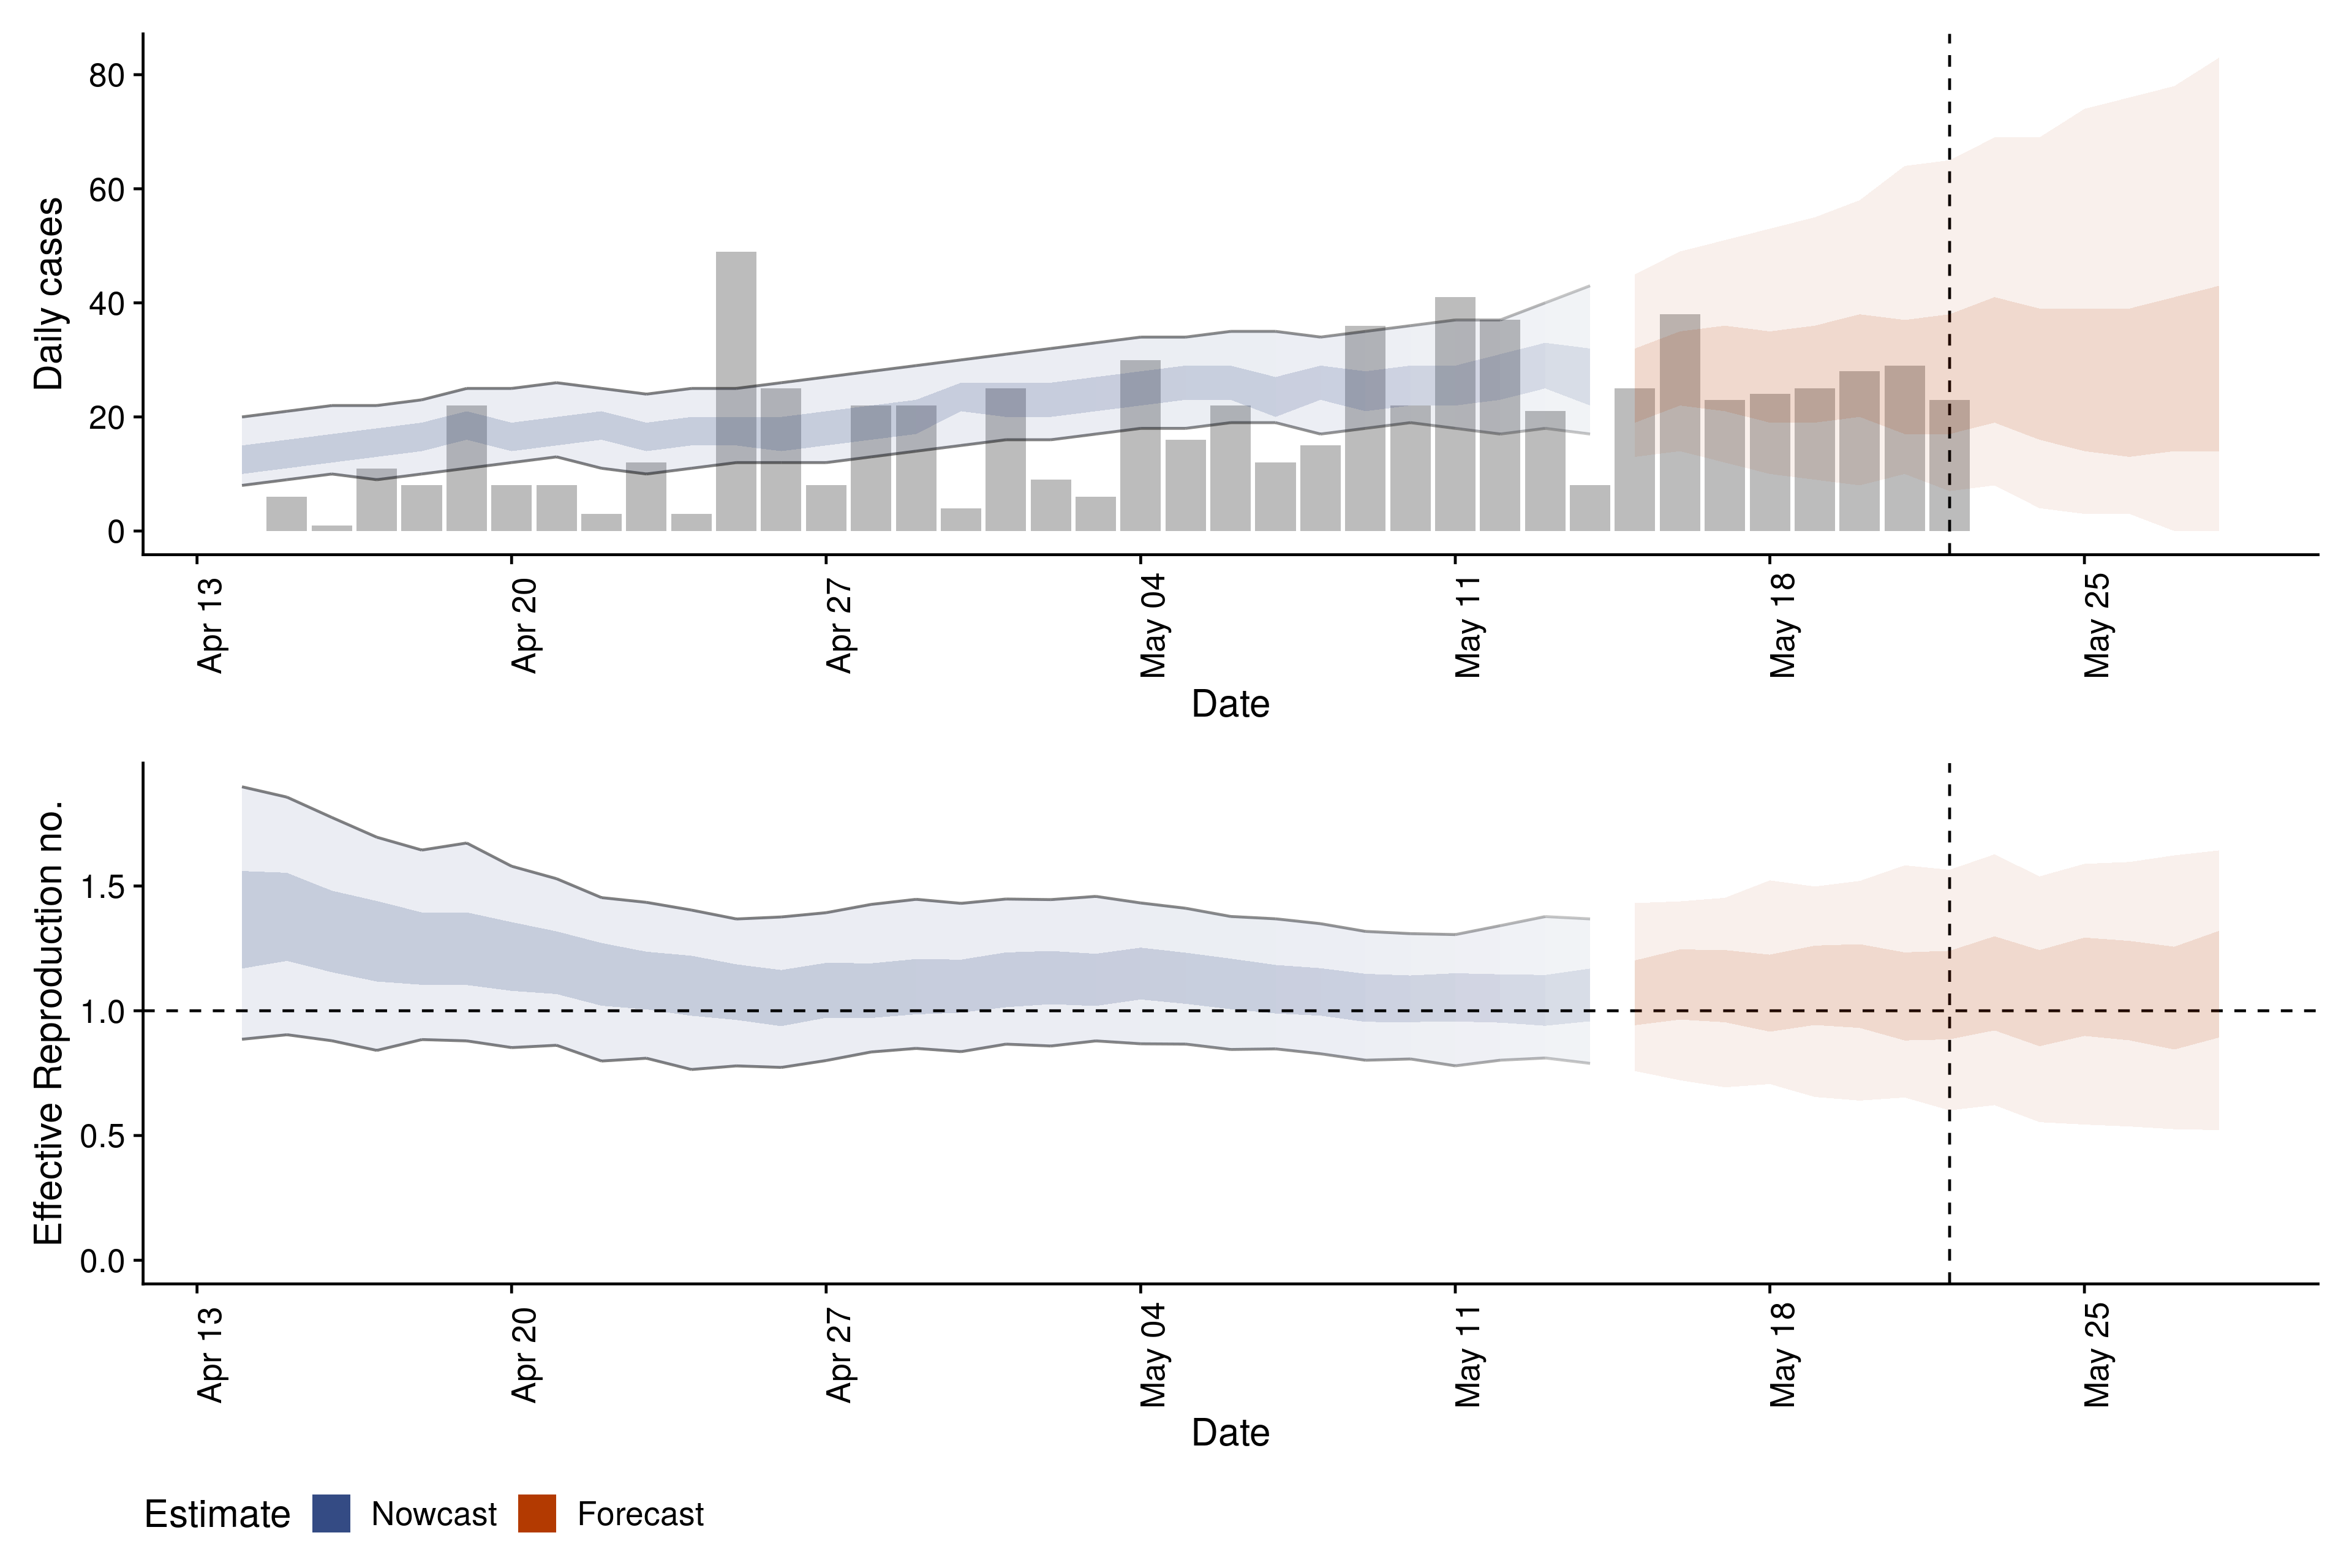 Daily cases
80
60
40
20
0
Apr 13
Apr 20
Apr 27
May 04
May 11
May 18
May 25
Date
Effective Reproduction no.
1.5
1.0
0.5
0.0
Apr 13
Apr 20
Apr 27
May 04
May 11
May 18
May 25
Date
Estimate Nowcast Forecast